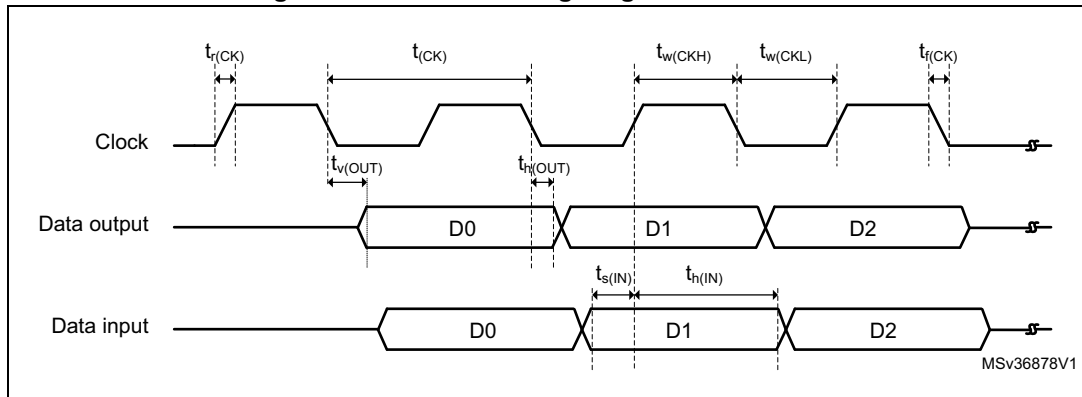 tr(CK) t(CK) tw(CKH) tw(CKL) tf(CK)
Clock
tv(OUT) th(OUT)
Data output D0 D1 D2
ts(IN) th(IN)
Data input D0 D1 D2
MSv36878V1